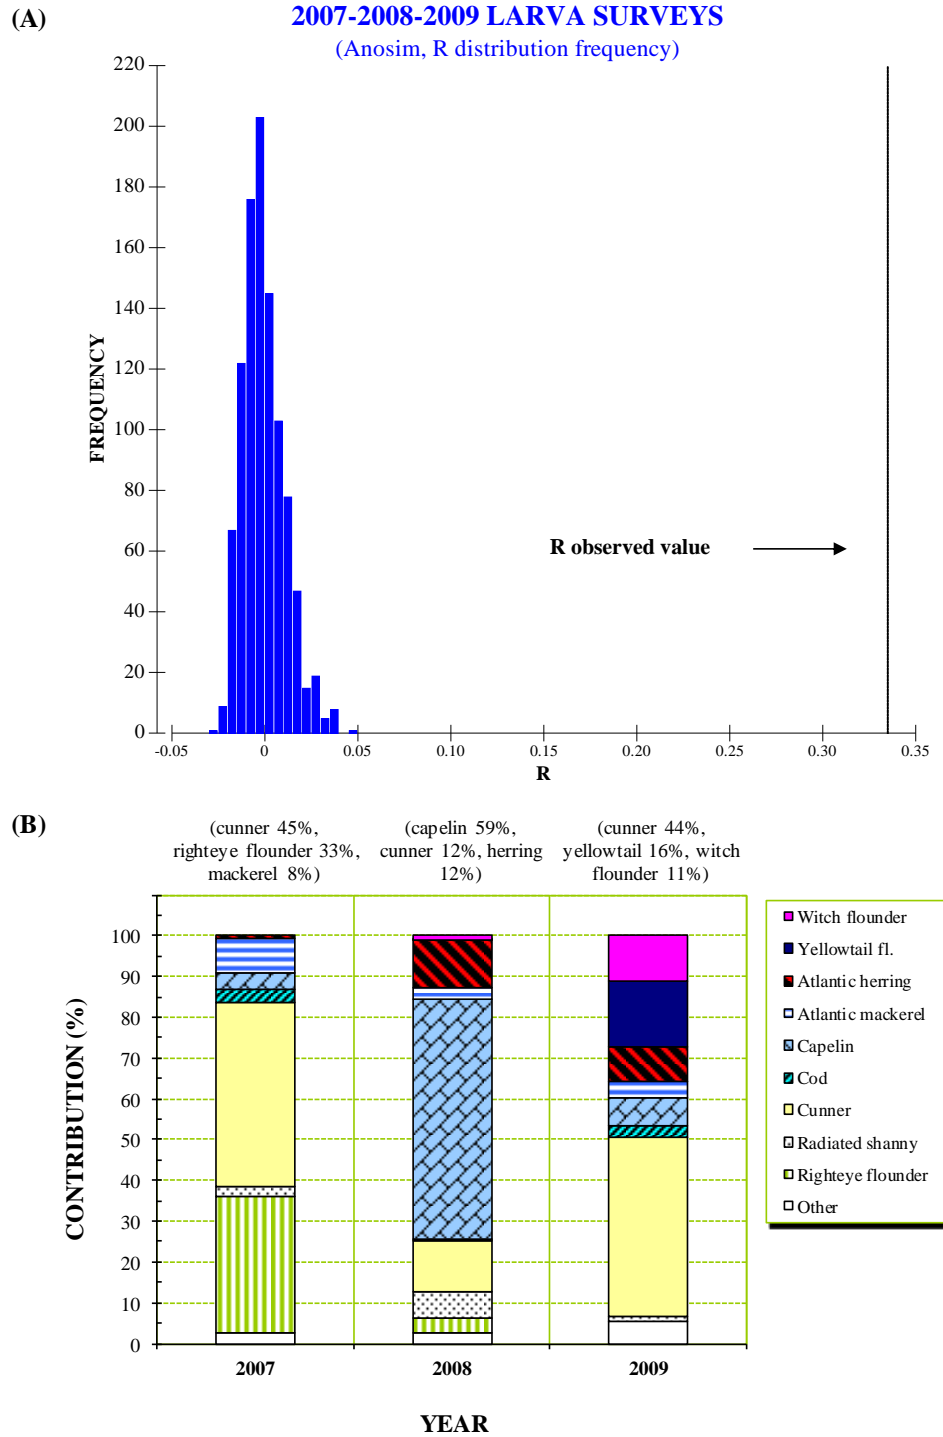 (A)
2007-2008-2009 LARVA SURVEYS
(Anosim, R distribution frequency)
220
200
180
160
140
120
100
80
60
40
20
0
FREQUENCY
R observed value
-0.05 0 0.05 0.10 0.15 0.20 0.25 0.30 0.35
R
(B)
(cunner 45%,
righteye flounder 33%,
mackerel 8%)
(capelin 59%,
cunner 12%, herring
12%)
(cunner 44%,
yellowtail 16%, witch
flounder 11%)
100
90
80
70
60
50
40
30
20
10
0
CONTRIBUTION (%)
2007 2008 2009
YEAR
Witch flounder
Yellowtail fl.
Atlantic herring
Atlantic mackerel
Capelin
Cod
Cunner
Radiated shanny
Righteye flounder
Other